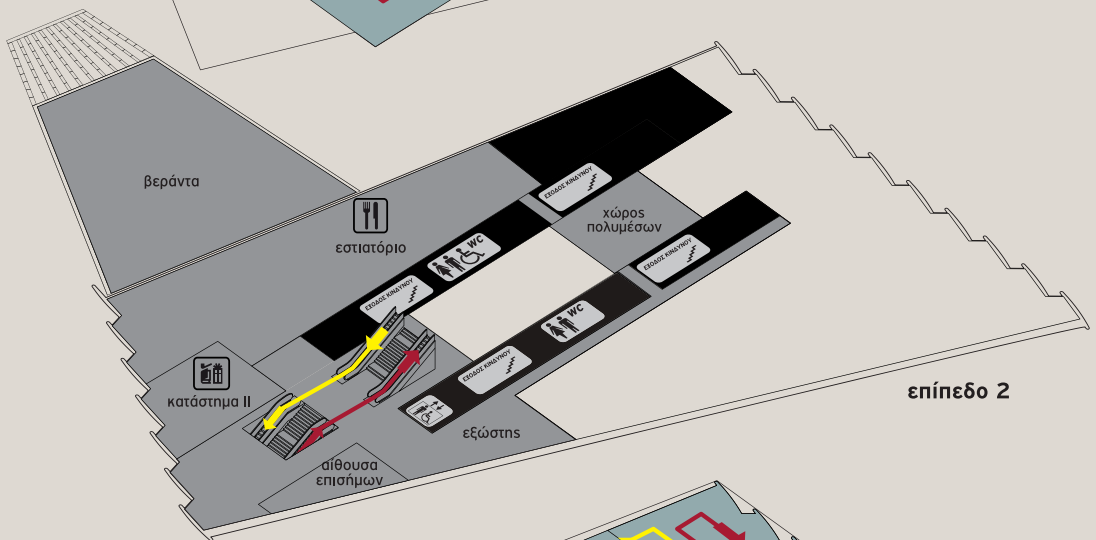 βεράντα
ΕΞΟΔΟΣ ΚΙΝΔΥΝΟΥ
χώρος
πολυμέσων
εστιατόριο
WC
ΕΞΟΔΟΣ ΚΙΝΔΥΝΟΥ
ΕΞΟΔΟΣ ΚΙΝΔΥΝΟΥ
WC
ΕΞΟΔΟΣ ΚΙΝΔΥΝΟΥ
κατάστημα II
επίπεδο 2
εξώστης
αίθουσα
επισήμων